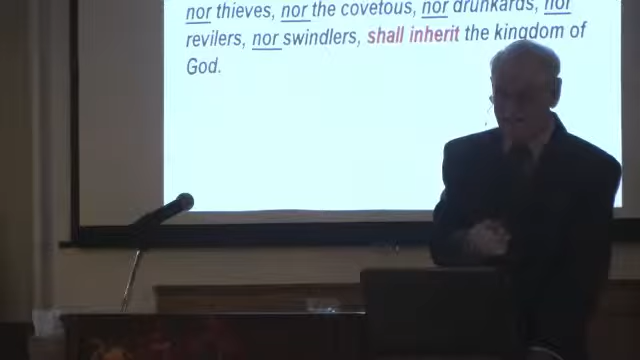 nor thieves, nor the covetous, nor drunkards, nor
revilers, nor swindlers, shall inherit the kingdom of
God.